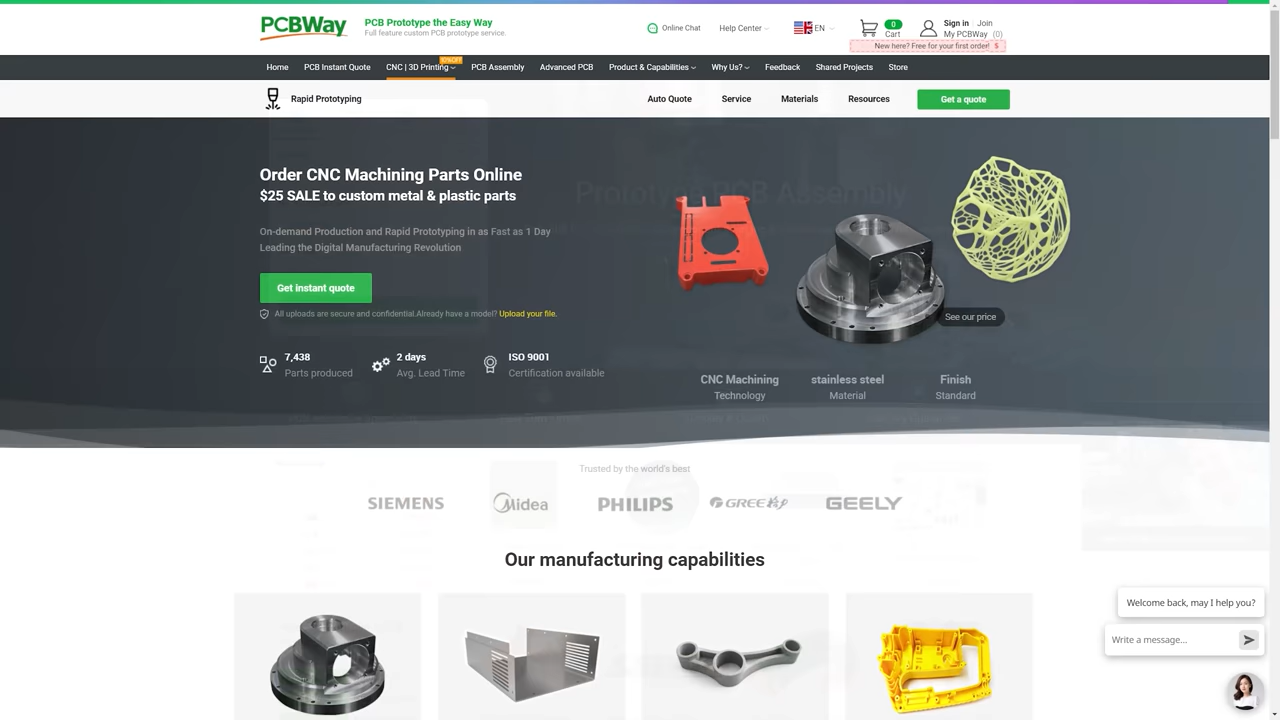 PCBWay
PCB Prototype the Easy Way
Full feature custom PCB prototype service.
Online Chat
Help Center
EN
0
Cart
Sign in | Join
My PCBWay (0)
New here? Free for your first order! $
Home
PCB Instant Quote
CNC | 3D Printing
PCB Assembly
Advanced PCB
Product & Capabilities
Why Us?
Feedback
Shared Projects
Store
Rapid Prototyping
Auto Quote
Service
Materials
Resources
Get a quote
Order CNC Machining Parts Online
$25 SALE to custom metal & plastic parts
Prototype PCB Assembly
On-demand Production and Rapid Prototyping in as Fast as 1 Day
Leading the Digital Manufacturing Revolution
Get instant quote
All uploads are secure and confidential.Already have a model? Upload your file.
See our price
7,438
Parts produced
2 days
Avg. Lead Time
ISO 9001
Certification available
CNC Machining
Technology
stainless steel
Material
Finish
Standard
Trusted by the world's best
SIEMENS
Midea
PHILIPS
GREE
GEELY
Our manufacturing capabilities
Welcome back, may I help you?
Write a message...